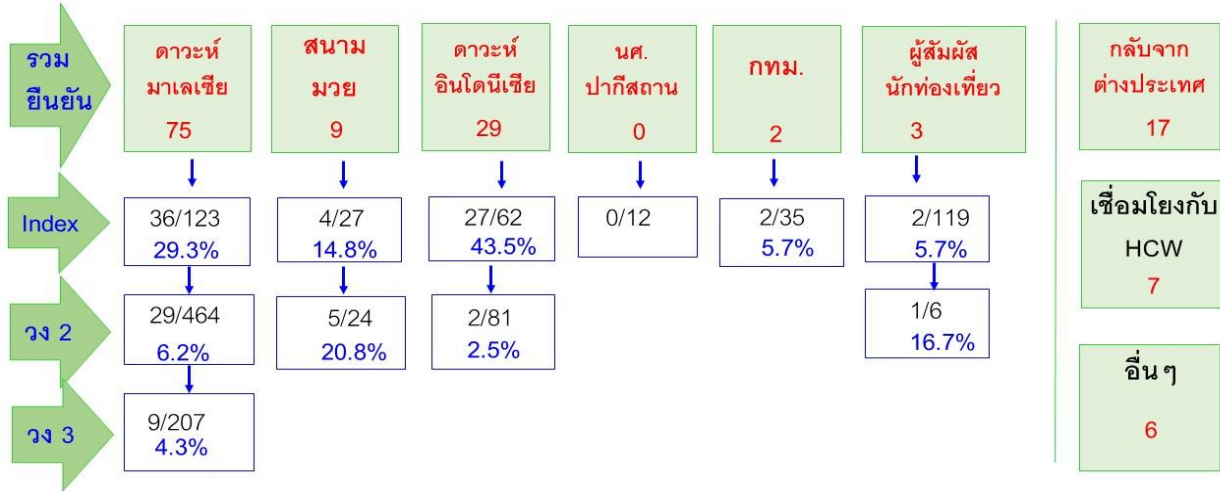 รวม
ยืนยัน
ดาวะห์
มาเลเซีย
75
สนาม
มวย
9
ดาวะห์
อินโดนีเซีย
29
นศ.
ปากีสถาน
0
กทม.
2
ผู้สัมผัส
นักท่องเที่ยว
3
กลับจาก
ต่างประเทศ
17
Index
36/123
29.3%
4/27
14.8%
27/62
43.5%
0/12
2/35
5.7%
2/119
5.7%
เชื่อมโยงกับ
HCW
7
วง 2
29/464
6.2%
5/24
20.8%
2/81
2.5%
1/6
16.7%
อื่นๆ
6
วง 3
9/207
4.3%